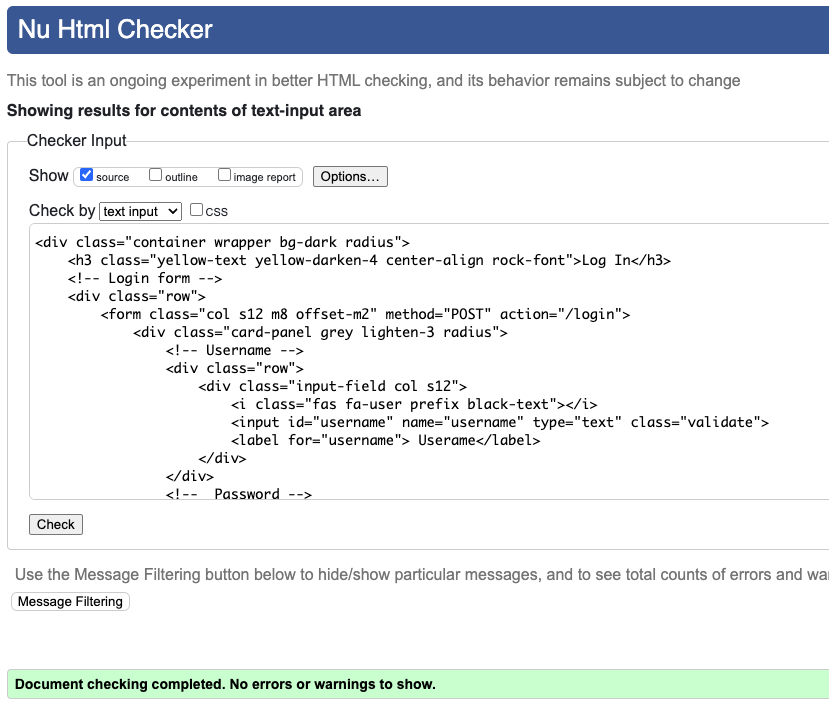 Nu Html Checker
This tool is an ongoing experiment in better HTML checking, and its behavior remains subject to change
Showing results for contents of text-input area
Checker Input
Show source outline image report Options...
Check by text input css
<div class="container wrapper bg-dark radius">
    <h3 class="yellow-text yellow-darken-4 center-align rock-font">Log In</h3>
    <!-- Login form -->
    <div class="row">
        <form class="col s12 m8 offset-m2" method="POST" action="/login">
            <div class="card-panel grey lighten-3 radius">
                <!-- Username -->
                <div class="row">
                    <div class="input-field col s12">
                        <i class="fas fa-user prefix black-text"></i>
                        <input id="username" name="username" type="text" class="validate">
                        <label for="username"> Userame</label>
                    </div>
                </div>
                <!--  Password -->
Check
Use the Message Filtering button below to hide/show particular messages, and to see total counts of errors and
Message Filtering
Document checking completed. No errors or warnings to show.